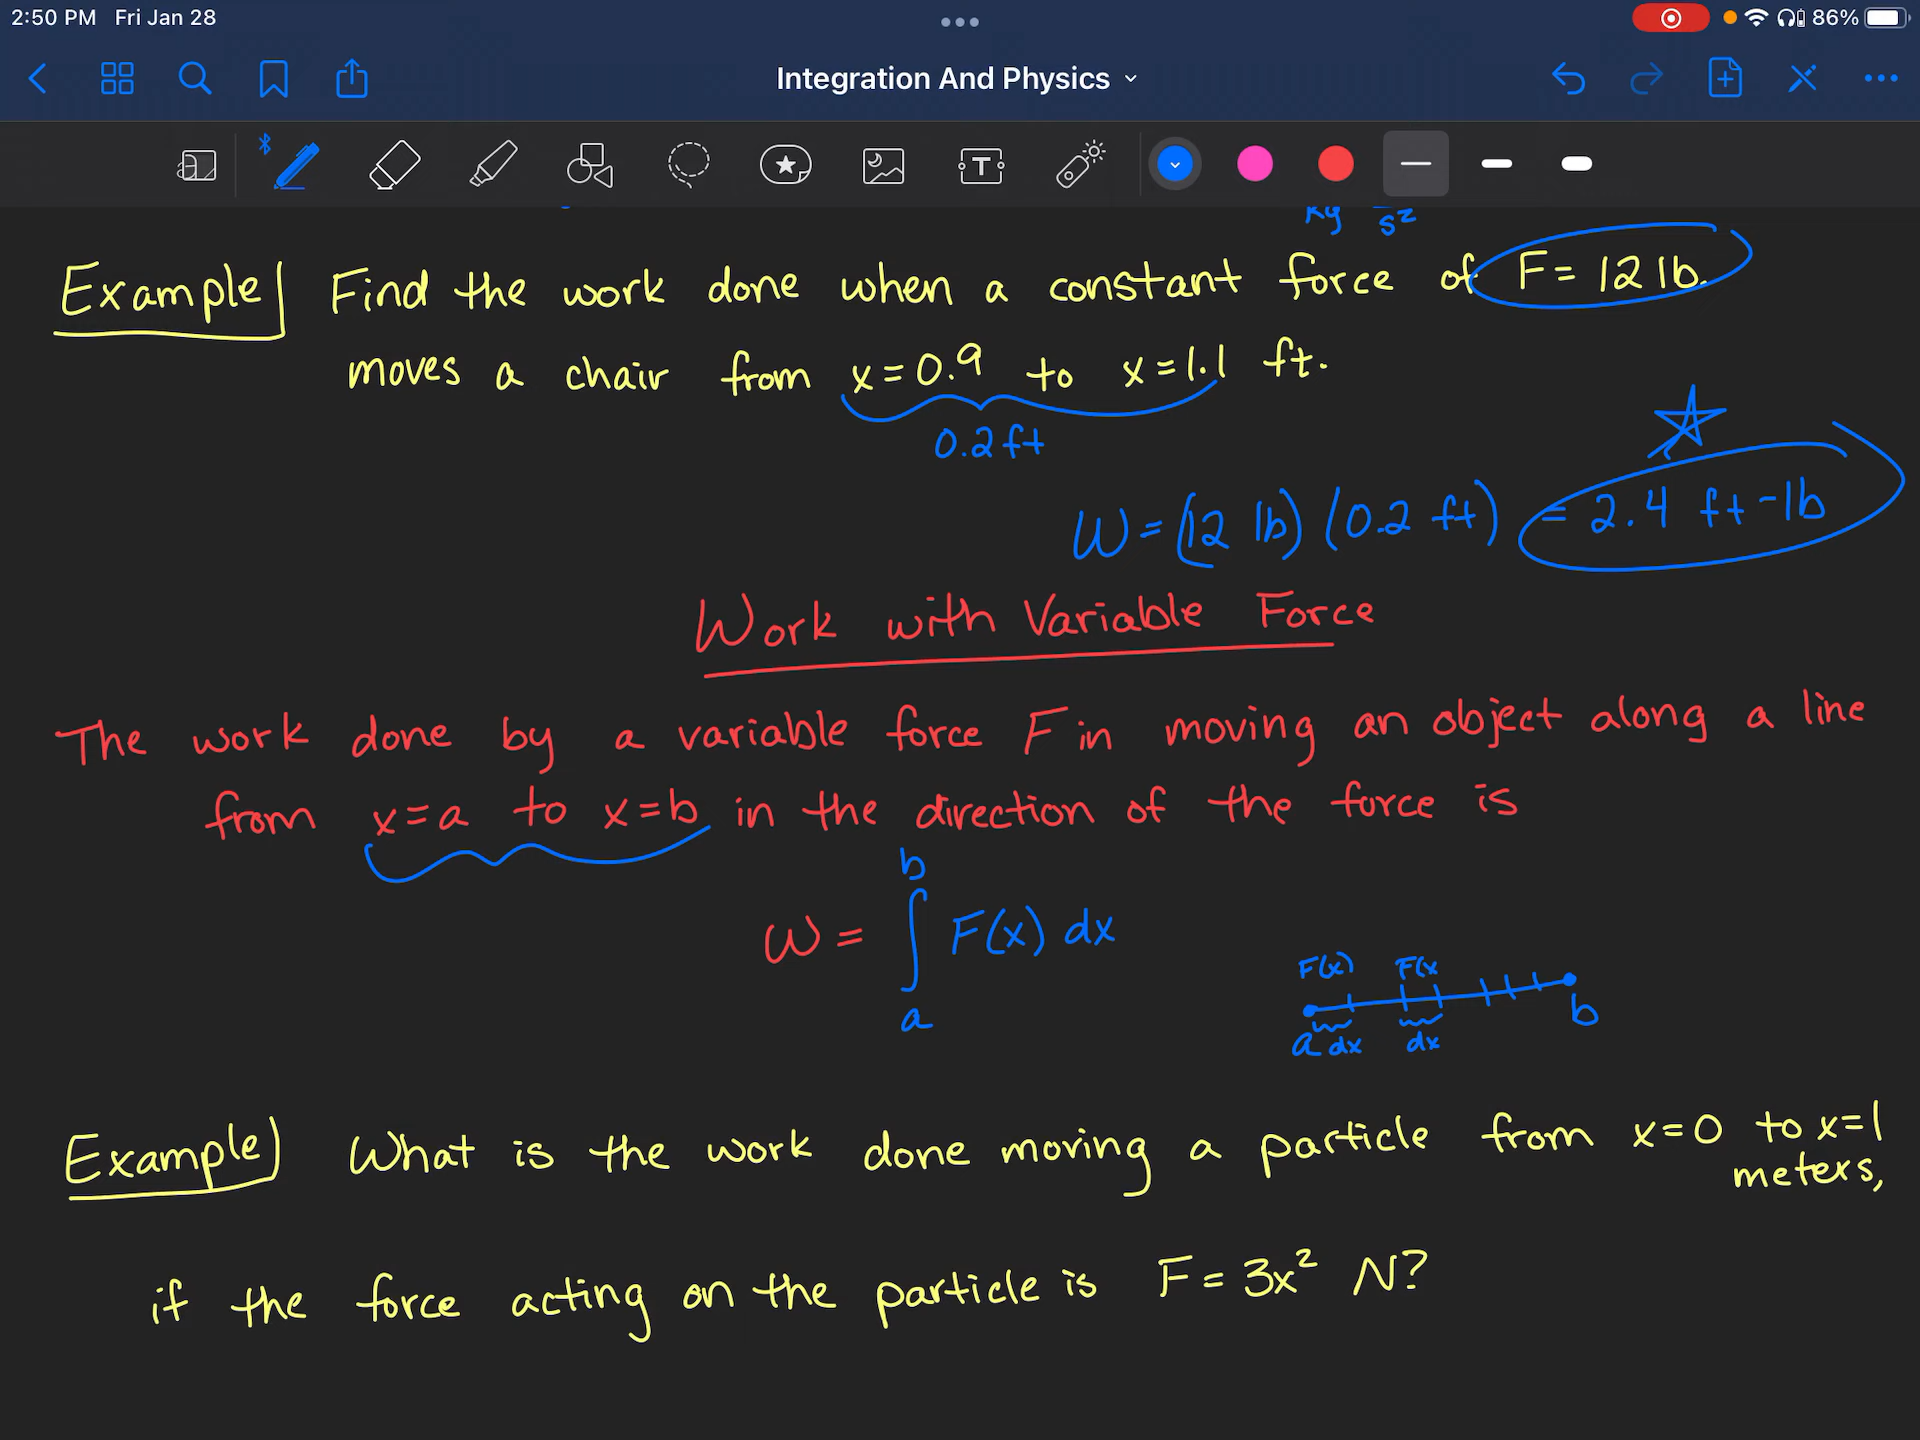 2:50 PM Fri Jan 28
86%
Integration And Physics
T
kg s²
Example Find the work done when a constant force of F = 12 lb.
moves a chair from x = 0.9 to x = 1.1 ft.
0.2 ft
W = (12 lb) (0.2 ft) = 2.4 ft-lb
Work with Variable Force
The work done by a variable force F in moving an object along a line
from x=a to x=b in the direction of the force is
W = ∫ₐᵇ F(x) dx
F(x) F(x
a dx dx b
Example) What is the work done moving a particle from x=0 to x=1
meters,
if the force acting on the particle is F = 3x² N?